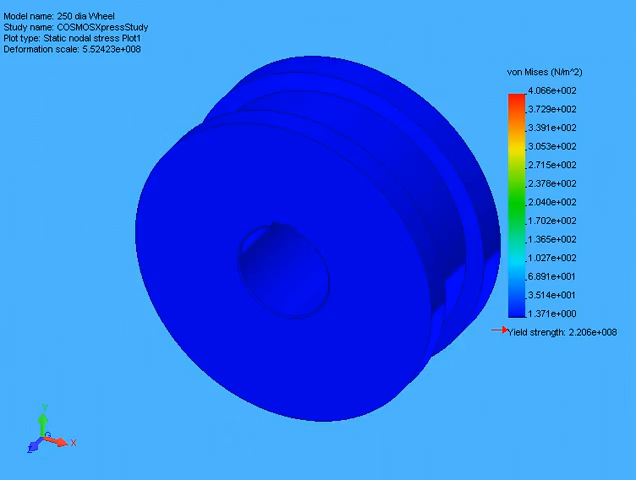 Model name: 250 dia Wheel
Study name: COSMOSXpressStudy
Plot type: Static nodal stress Plot1
Deformation scale: 5.52423e+008
von Mises (N/m^2)
4.066e+002
3.729e+002
3.391e+002
3.053e+002
2.715e+002
2.378e+002
2.040e+002
1.702e+002
1.365e+002
1.027e+002
6.891e+001
3.514e+001
1.371e+000
Yield strength: 2.206e+008
Y
X
Z